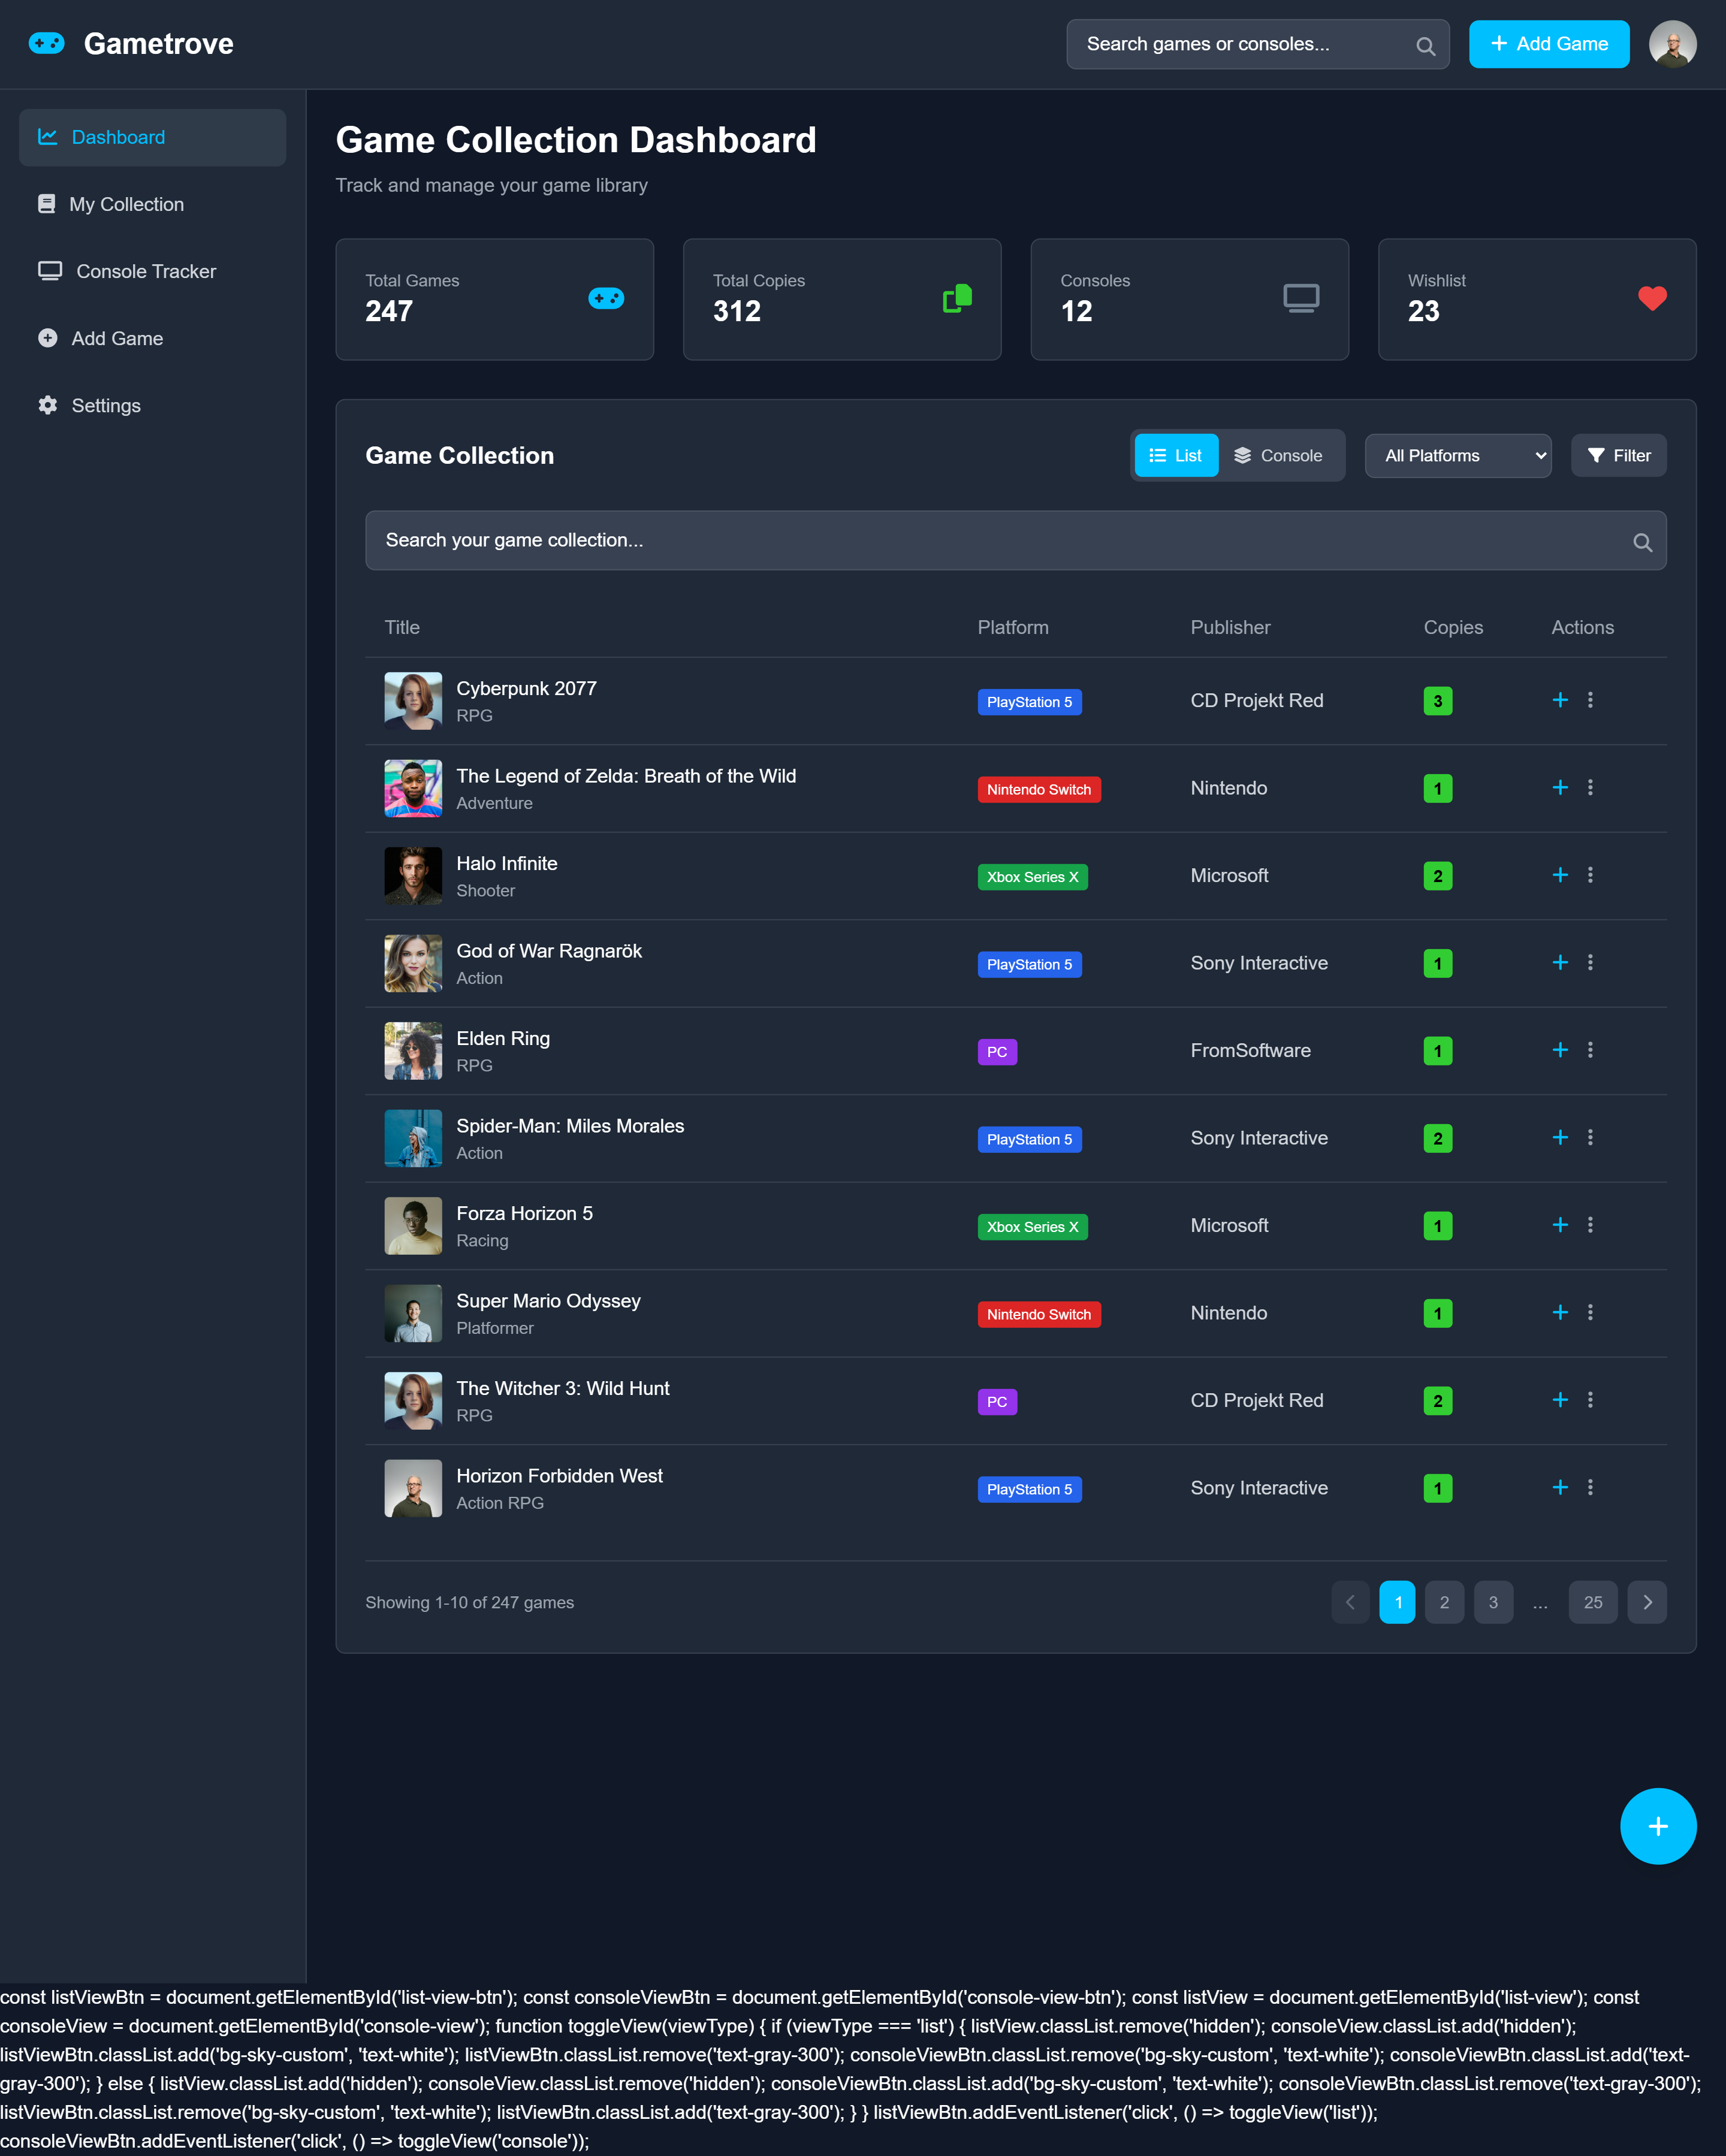 Gametrove
Search games or consoles...
Add Game
Dashboard
My Collection
Console Tracker
Add Game
Settings
Game Collection Dashboard
Track and manage your game library
Total Games
247
Total Copies
312
Consoles
12
Wishlist
23
Game Collection
List
Console
All Platforms
Filter
Search your game collection...
Title Platform Publisher Copies Actions
Cyberpunk 2077
RPG
PlayStation 5
CD Projekt Red
3
The Legend of Zelda: Breath of the Wild
Adventure
Nintendo Switch
Nintendo
1
Halo Infinite
Shooter
Xbox Series X
Microsoft
2
God of War Ragnarök
Action
PlayStation 5
Sony Interactive
1
Elden Ring
RPG
PC
FromSoftware
1
Spider-Man: Miles Morales
Action
PlayStation 5
Sony Interactive
2
Forza Horizon 5
Racing
Xbox Series X
Microsoft
1
Super Mario Odyssey
Platformer
Nintendo Switch
Nintendo
1
The Witcher 3: Wild Hunt
RPG
PC
CD Projekt Red
2
Horizon Forbidden West
Action RPG
PlayStation 5
Sony Interactive
1
Showing 1-10 of 247 games
1 2 3 ... 25
const listViewBtn = document.getElementById('list-view-btn'); const consoleViewBtn = document.getElementById('console-view-btn'); const listView = document.getElementById('list-view'); const
consoleView = document.getElementById('console-view'); function toggleView(viewType) { if (viewType === 'list') { listView.classList.remove('hidden'); consoleView.classList.add('hidden');
listViewBtn.classList.add('bg-sky-custom', 'text-white'); listViewBtn.classList.remove('text-gray-300'); consoleViewBtn.classList.remove('bg-sky-custom', 'text-white'); consoleViewBtn.classList.add('text-
gray-300'); } else { listView.classList.add('hidden'); consoleView.classList.remove('hidden'); consoleViewBtn.classList.add('bg-sky-custom', 'text-white'); consoleViewBtn.classList.remove('text-gray-300');
listViewBtn.classList.remove('bg-sky-custom', 'text-white'); listViewBtn.classList.add('text-gray-300'); } } listViewBtn.addEventListener('click', () => toggleView('list'));
consoleViewBtn.addEventListener('click', () => toggleView('console'));